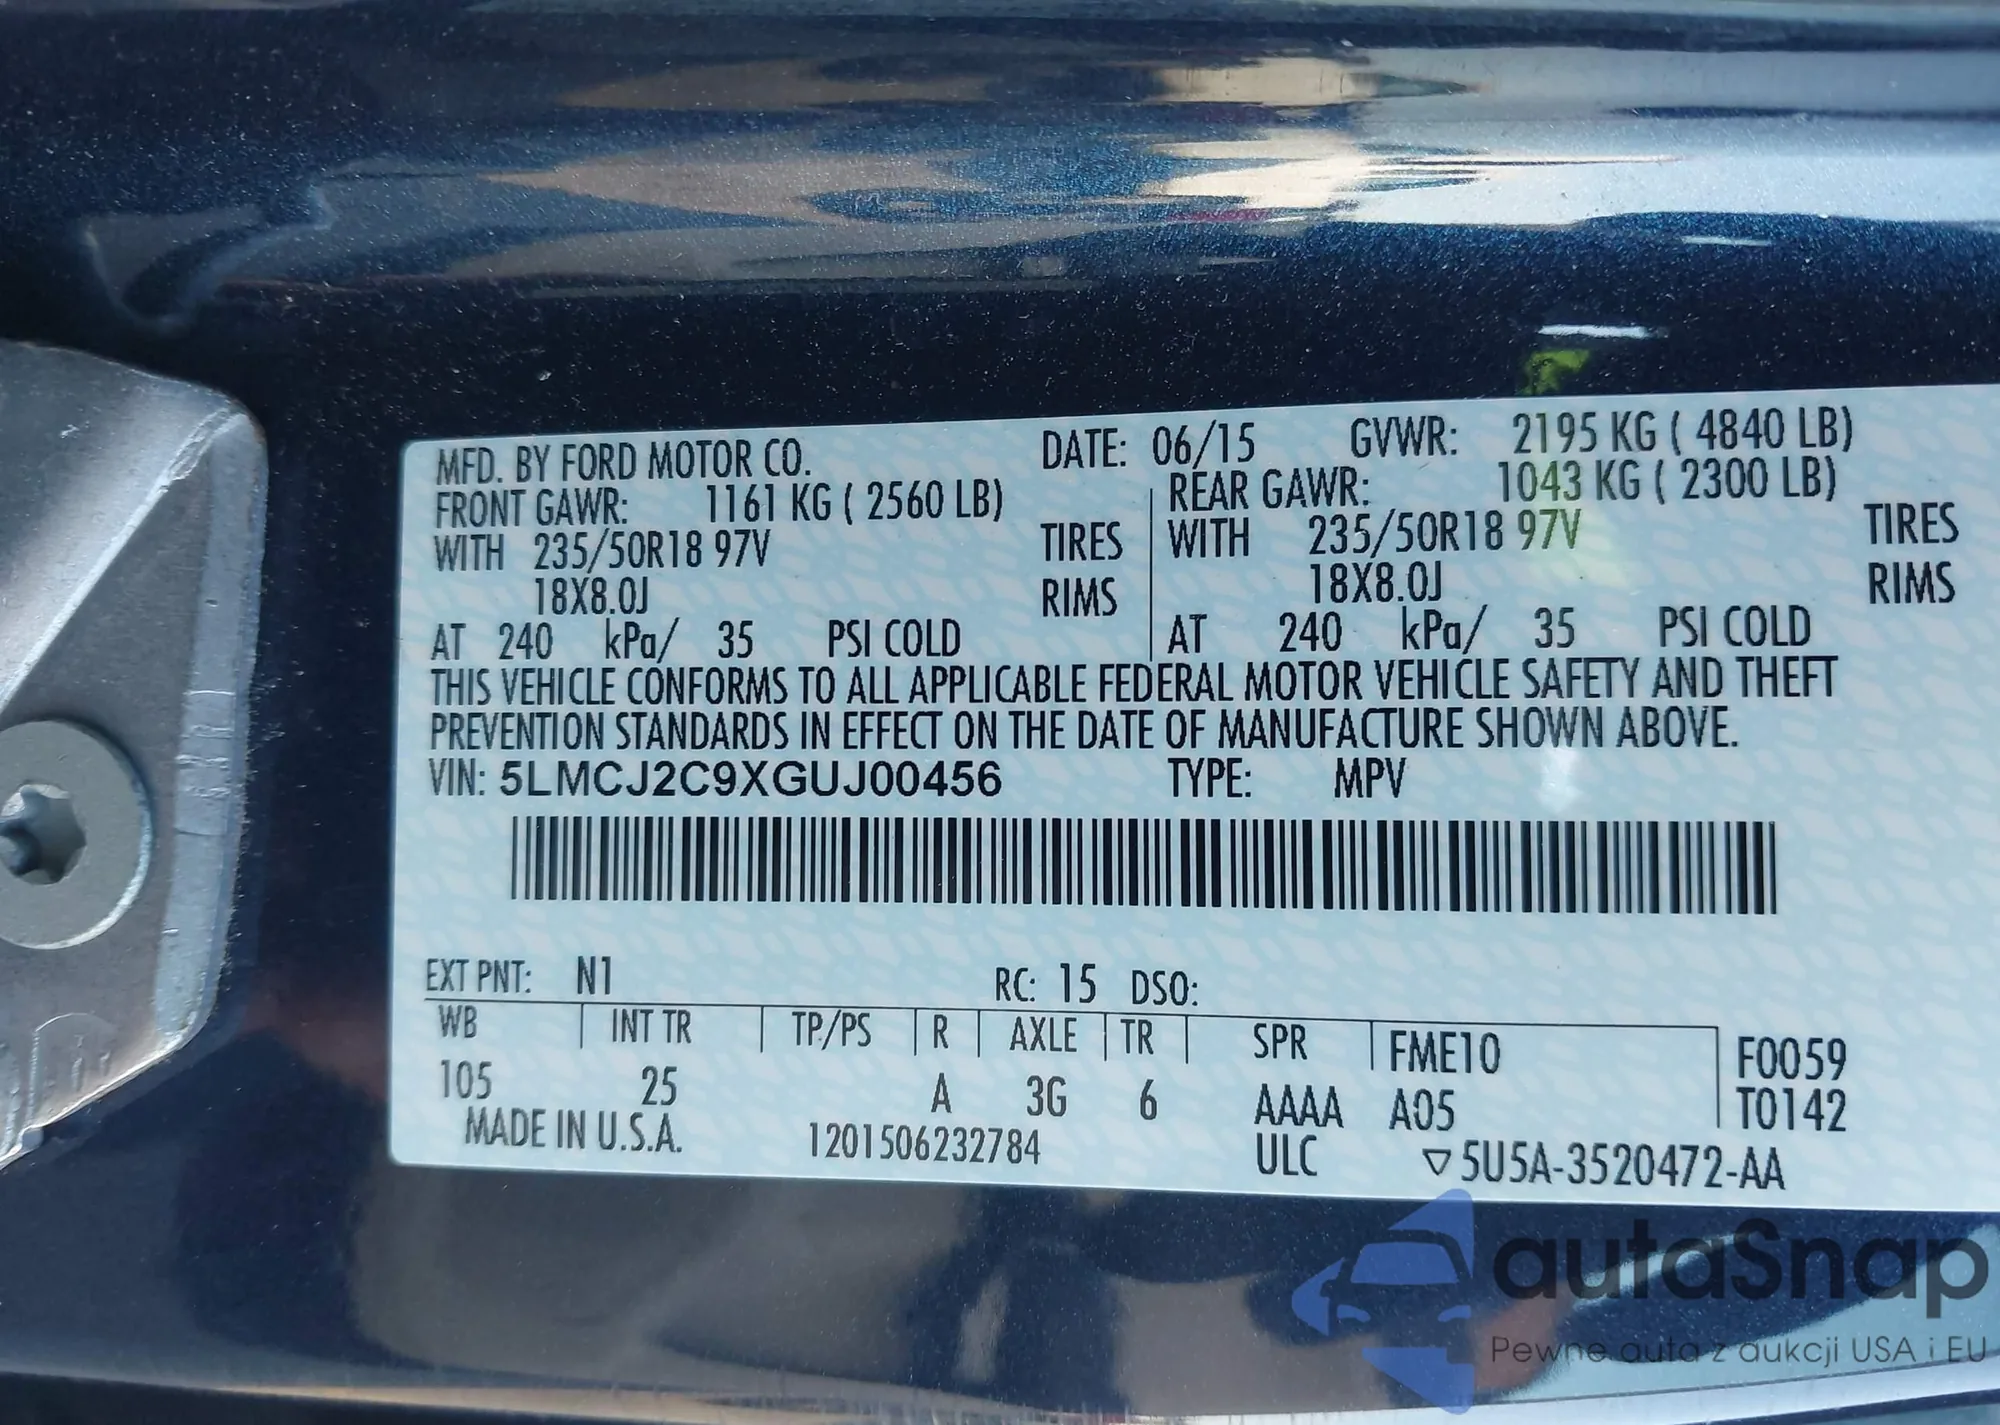 MFD. BY FORD MOTOR CO. DATE: 06/15 GVWR: 2195 KG ( 4840 LB)
FRONT GAWR: 1161 KG ( 2560 LB) REAR GAWR: 1043 KG ( 2300 LB)
WITH 235/50R18 97V TIRES WITH 235/50R18 97V TIRES
18X8.0J RIMS 18X8.0J RIMS
AT 240 kPa/ 35 PSI COLD AT 240 kPa/ 35 PSI COLD
THIS VEHICLE CONFORMS TO ALL APPLICABLE FEDERAL MOTOR VEHICLE SAFETY AND THEFT
PREVENTION STANDARDS IN EFFECT ON THE DATE OF MANUFACTURE SHOWN ABOVE.
VIN: 5LMCJ2C9XGUJ00456 TYPE: MPV
EXT PNT: N1 RC: 15 DSO:
WB INT TR TP/PS R AXLE TR SPR FME10 F0059
105 25 A 3G 6 AAAA A05 T0142
MADE IN U.S.A. 1201506232784 ULC ▽5U5A-3520472-AA
autaSnap
Pewne auta z aukcji USA i EU